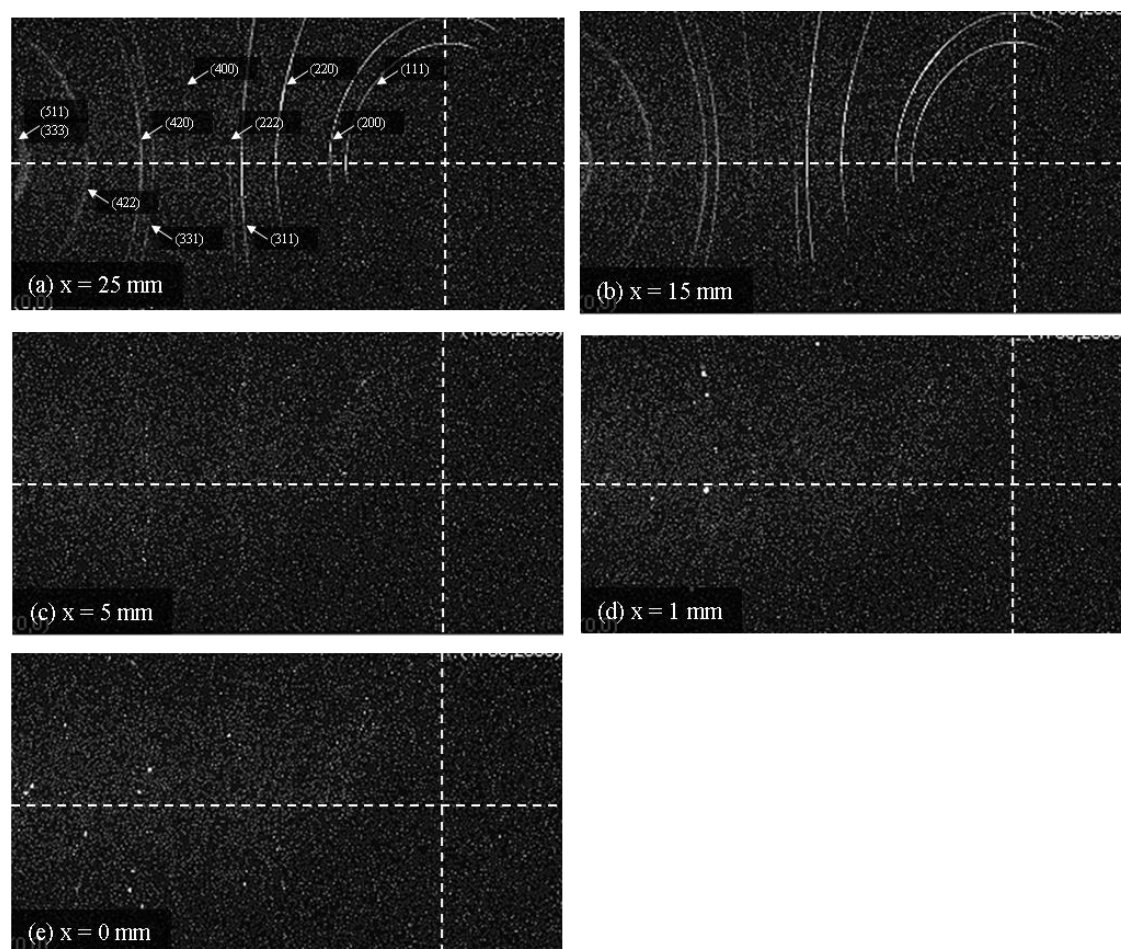 (400)
(220)
(111)
(511)
(333)
(420)
(222)
(200)
(422)
(331)
(311)
(a) x = 25 mm
(b) x = 15 mm
(c) x = 5 mm
(d) x = 1 mm
(e) x = 0 mm